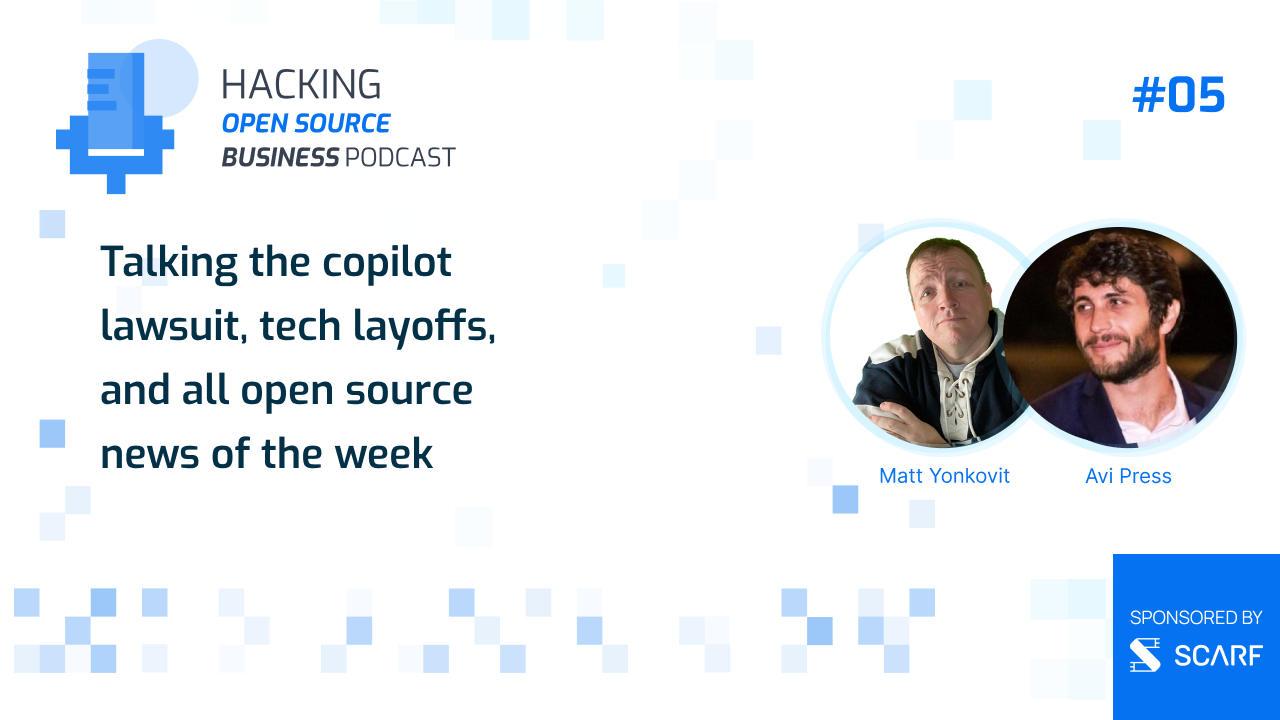 HACKING
OPEN SOURCE
BUSINESS PODCAST
#05
Talking the copilot
lawsuit, tech layoffs,
and all open source
news of the week
Matt Yonkovit
Avi Press
SPONSORED BY
SCARF